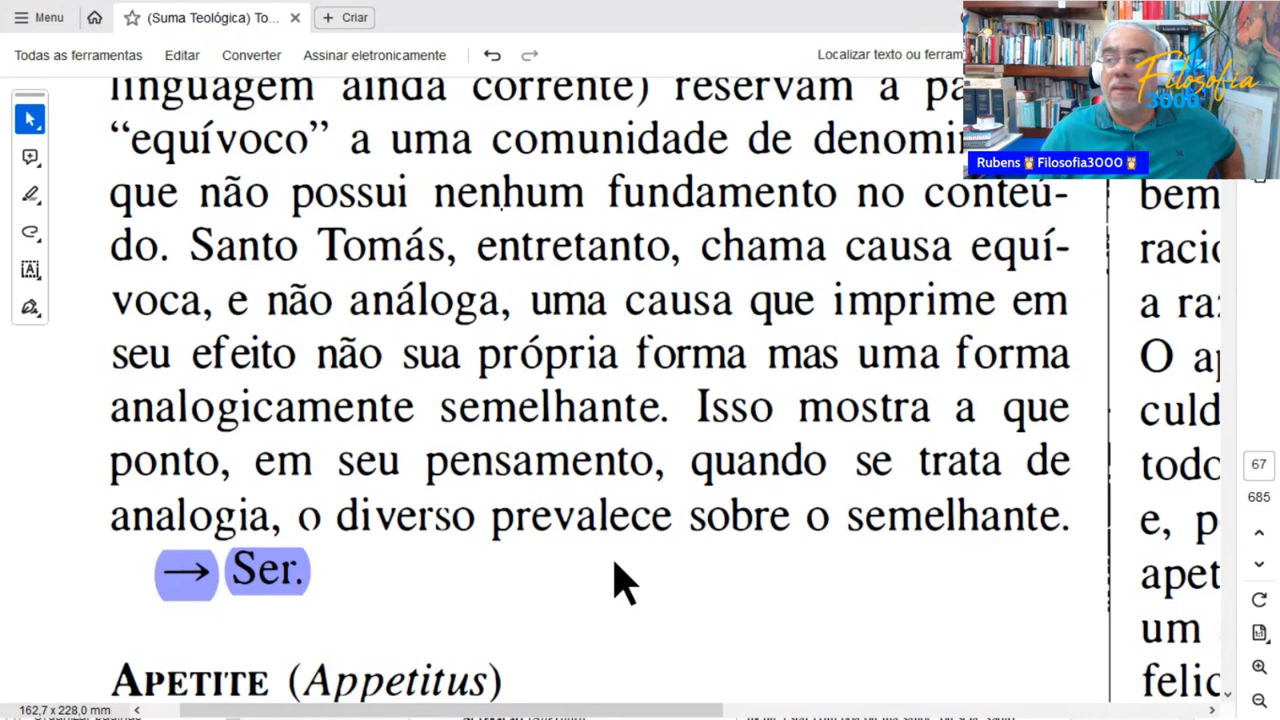 Menu
(Suma Teológica) To...
Criar
Todas as ferramentas
Editar
Converter
Assinar eletronicamente
Localizar texto ou ferram
Filosofia
3000
Rubens🦉Filosofia3000🦉
linguagem ainda corrente) reservam a pa
“equívoco” a uma comunidade de denomin
que não possui nenhum fundamento no conteú-
do. Santo Tomás, entretanto, chama causa equí-
voca, e não análoga, uma causa que imprime em
seu efeito não sua própria forma mas uma forma
analogicamente semelhante. Isso mostra a que
ponto, em seu pensamento, quando se trata de
analogia, o diverso prevalece sobre o semelhante.
→ Ser.
APETITE (Appetitus)
bem
racio
a ra
O ap
culd
todo
e, p
apet
um
felic
67
685
162,7 x 228,0 mm